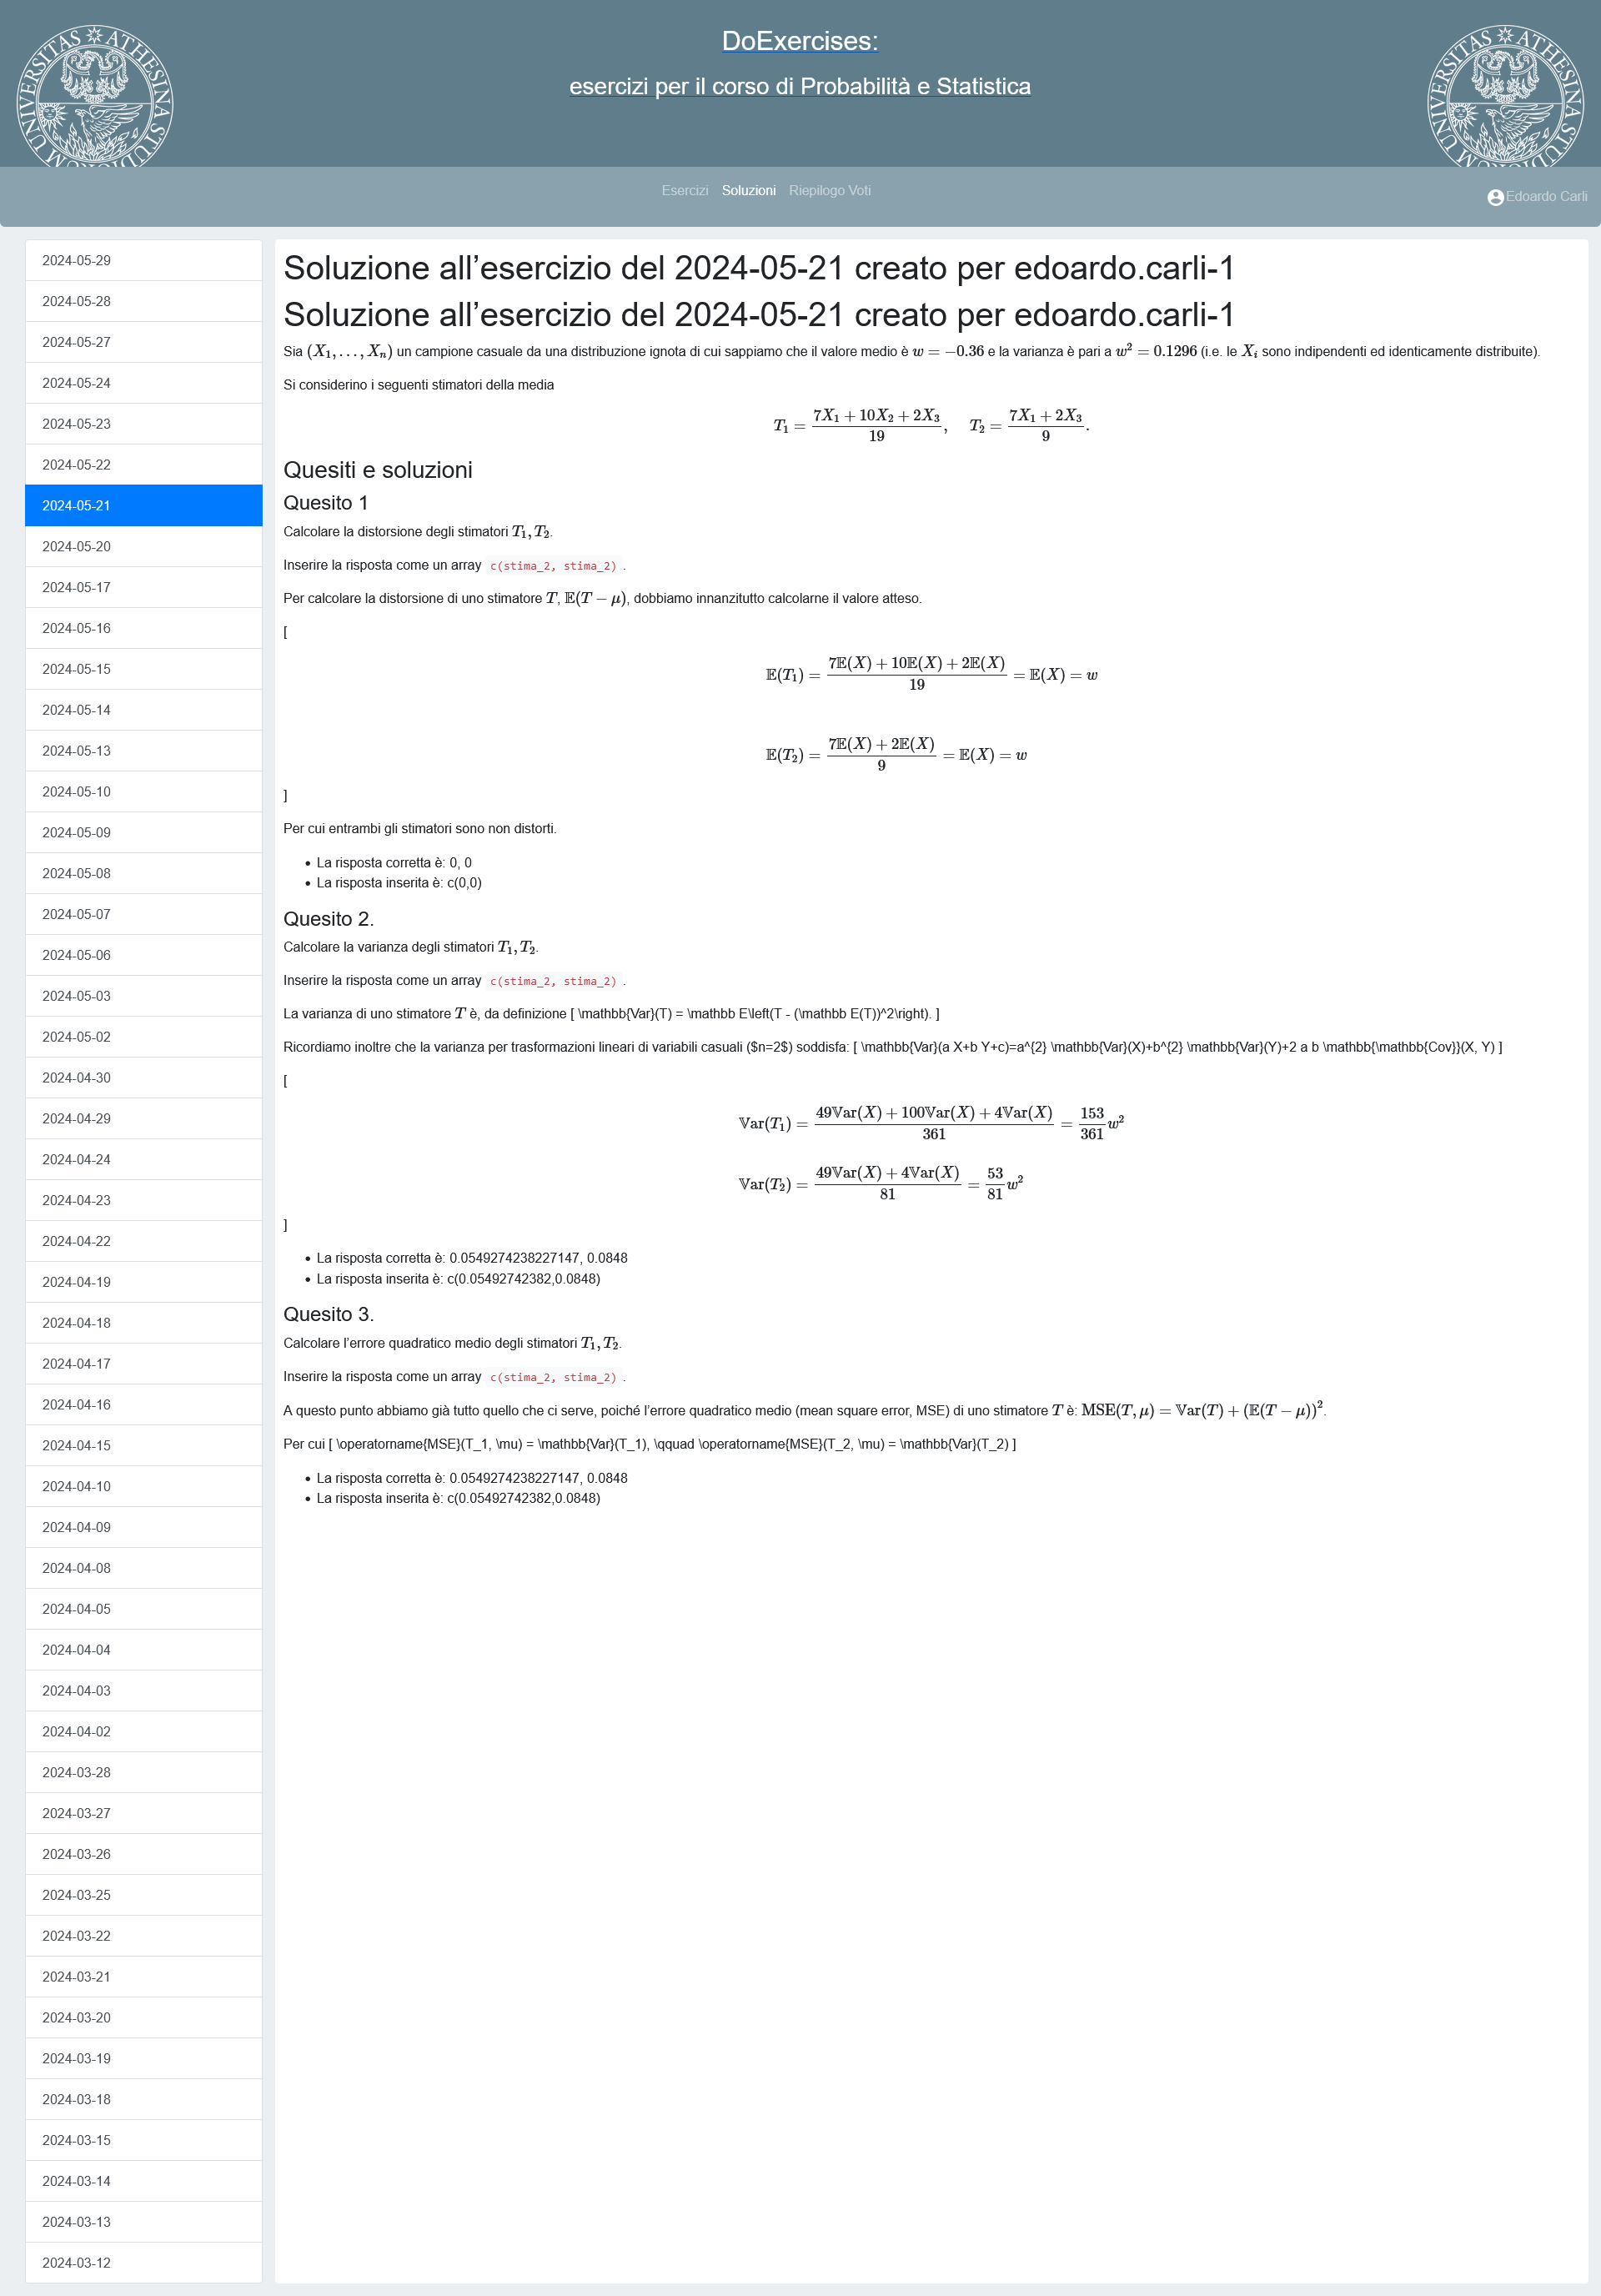 UNIVERSITAS ATHESINA STUDIORUM
DoExercises:
esercizi per il corso di Probabilità e Statistica
UNIVERSITAS ATHESINA STUDIORUM
Esercizi Soluzioni Riepilogo Voti
Edoardo Carli
2024-05-29
2024-05-28
2024-05-27
2024-05-24
2024-05-23
2024-05-22
2024-05-21
2024-05-20
2024-05-17
2024-05-16
2024-05-15
2024-05-14
2024-05-13
2024-05-10
2024-05-09
2024-05-08
2024-05-07
2024-05-06
2024-05-03
2024-05-02
2024-04-30
2024-04-29
2024-04-24
2024-04-23
2024-04-22
2024-04-19
2024-04-18
2024-04-17
2024-04-16
2024-04-15
2024-04-10
2024-04-09
2024-04-08
2024-04-05
2024-04-04
2024-04-03
2024-04-02
2024-03-28
2024-03-27
2024-03-26
2024-03-25
2024-03-22
2024-03-21
2024-03-20
2024-03-19
2024-03-18
2024-03-15
2024-03-14
2024-03-13
2024-03-12
Soluzione all’esercizio del 2024-05-21 creato per edoardo.carli-1
Soluzione all’esercizio del 2024-05-21 creato per edoardo.carli-1
Sia $(X_1, \ldots, X_n)$ un campione casuale da una distribuzione ignota di cui sappiamo che il valore medio è $w = -0.36$ e la varianza è pari a $w^2 = 0.1296$ (i.e. le $X_i$ sono indipendenti ed identicamente distribuite).
Si considerino i seguenti stimatori della media
$T_1 = \frac{7X_1 + 10X_2 + 2X_3}{19}, \quad T_2 = \frac{7X_1 + 2X_3}{9}.$
Quesiti e soluzioni
Quesito 1
Calcolare la distorsione degli stimatori $T_1, T_2$.
Inserire la risposta come un array c(stima_2, stima_2) .
Per calcolare la distorsione di uno stimatore $T$, $\mathbb{E}(T - \mu)$, dobbiamo innanzitutto calcolarne il valore atteso.
[
$\mathbb{E}(T_1) = \frac{7\mathbb{E}(X) + 10\mathbb{E}(X) + 2\mathbb{E}(X)}{19} = \mathbb{E}(X) = w$
$\mathbb{E}(T_2) = \frac{7\mathbb{E}(X) + 2\mathbb{E}(X)}{9} = \mathbb{E}(X) = w$
]
Per cui entrambi gli stimatori sono non distorti.
• La risposta corretta è: 0, 0
• La risposta inserita è: c(0,0)
Quesito 2.
Calcolare la varianza degli stimatori $T_1, T_2$.
Inserire la risposta come un array c(stima_2, stima_2) .
La varianza di uno stimatore $T$ è, da definizione [ \mathbb{Var}(T) = \mathbb E\left(T - (\mathbb E(T))^2\right). ]
Ricordiamo inoltre che la varianza per trasformazioni lineari di variabili casuali ($n=2$) soddisfa: [ \mathbb{Var}(a X+b Y+c)=a^{2} \mathbb{Var}(X)+b^{2} \mathbb{Var}(Y)+2 a b \mathbb{\mathbb{Cov}}(X, Y) ]
[
$\mathbb{V}\mathrm{ar}(T_1) = \frac{49\mathbb{V}\mathrm{ar}(X) + 100\mathbb{V}\mathrm{ar}(X) + 4\mathbb{V}\mathrm{ar}(X)}{361} = \frac{153}{361}w^2$
$\mathbb{V}\mathrm{ar}(T_2) = \frac{49\mathbb{V}\mathrm{ar}(X) + 4\mathbb{V}\mathrm{ar}(X)}{81} = \frac{53}{81}w^2$
]
• La risposta corretta è: 0.0549274238227147, 0.0848
• La risposta inserita è: c(0.05492742382,0.0848)
Quesito 3.
Calcolare l’errore quadratico medio degli stimatori $T_1, T_2$.
Inserire la risposta come un array c(stima_2, stima_2) .
A questo punto abbiamo già tutto quello che ci serve, poiché l’errore quadratico medio (mean square error, MSE) di uno stimatore $T$ è: $\mathrm{MSE}(T, \mu) = \mathbb{V}\mathrm{ar}(T) + (\mathbb{E}(T - \mu))^2$.
Per cui [ \operatorname{MSE}(T_1, \mu) = \mathbb{Var}(T_1), \qquad \operatorname{MSE}(T_2, \mu) = \mathbb{Var}(T_2) ]
• La risposta corretta è: 0.0549274238227147, 0.0848
• La risposta inserita è: c(0.05492742382,0.0848)